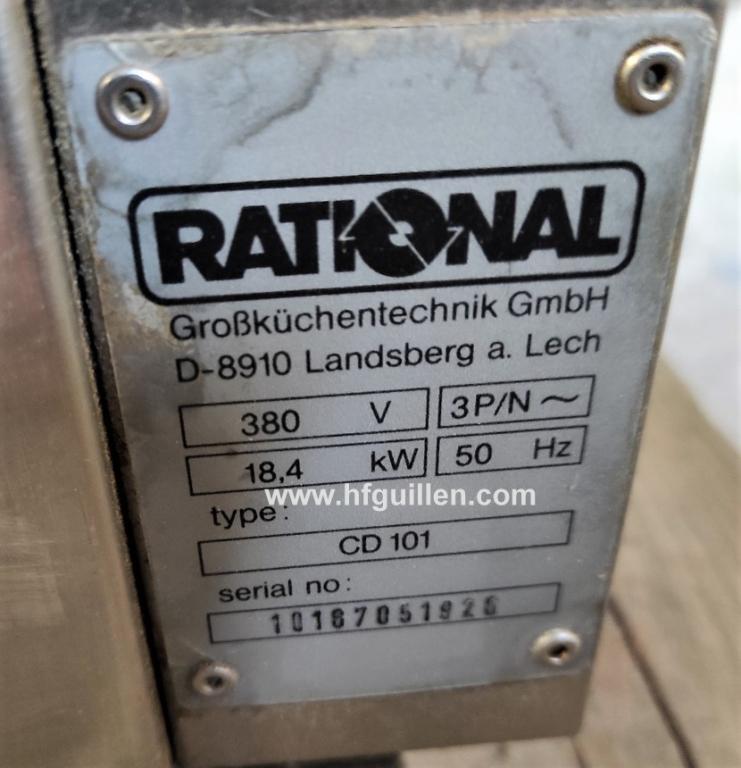 RATIONAL
Großküchentechnik GmbH
D-8910 Landsberg a. Lech
380 V 3P/N ~
18,4 kW 50 Hz
www.hfguillen.com
type:
CD 101
serial no:
10187051926